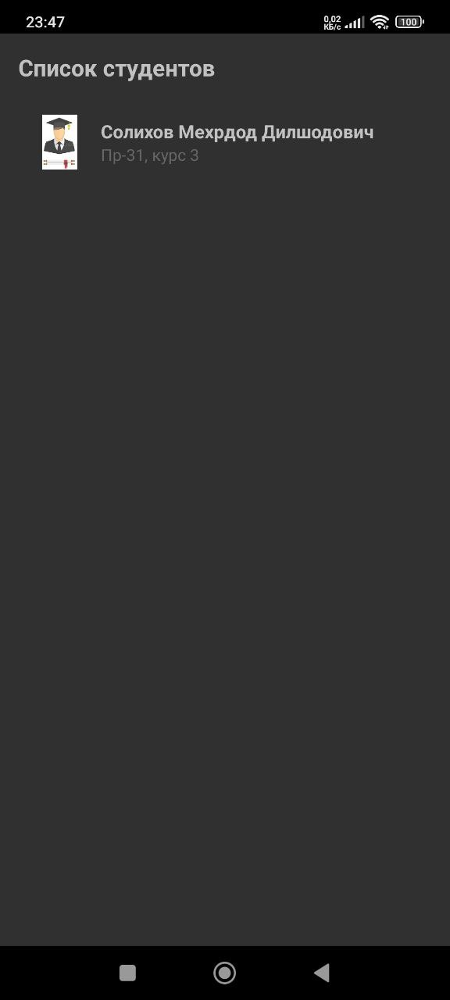 23:47
0,02
КБ/с
100
Список студентов
Солихов Мехрдод Дилшодович
Пр-31, курс 3